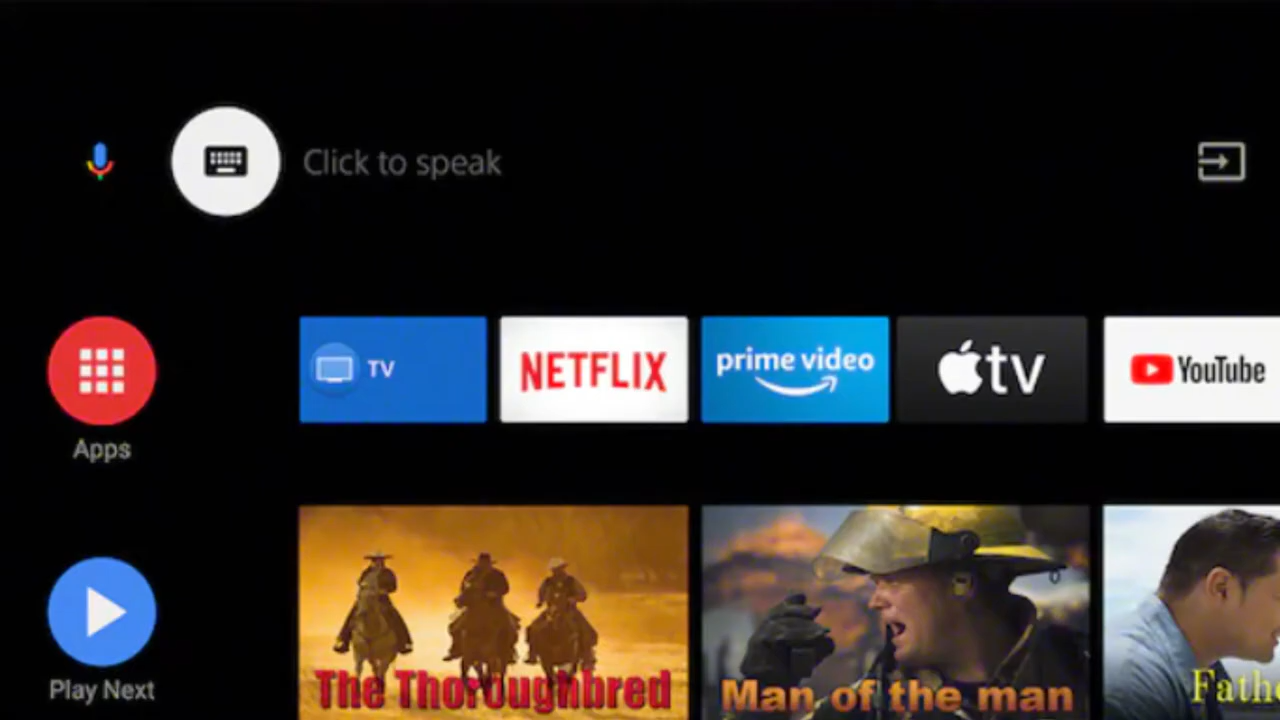 Click to speak
TV
NETFLIX
prime video
tv
YouTube
Apps
The Thoroughbred
Man of the man
Play Next